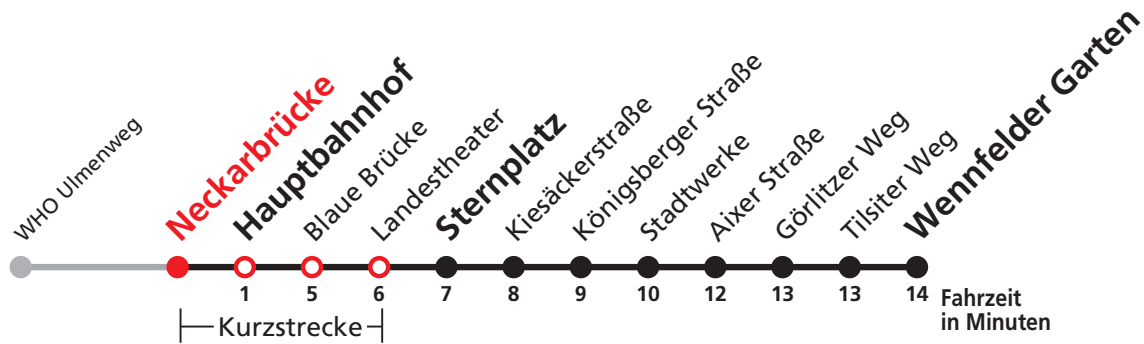 WHO Ulmenweg
Neckarbrücke
Hauptbahnhof
Blaue Brücke
Landestheater
Sternplatz
Kiesäckerstraße
Königsberger Straße
Stadtwerke
Aixer Straße
Görlitzer Weg
Tilsiter Weg
Wennfelder Garten
1 5 6 7 8 9 10 12 13 13 14 Fahrzeit
in Minuten
Kurzstrecke